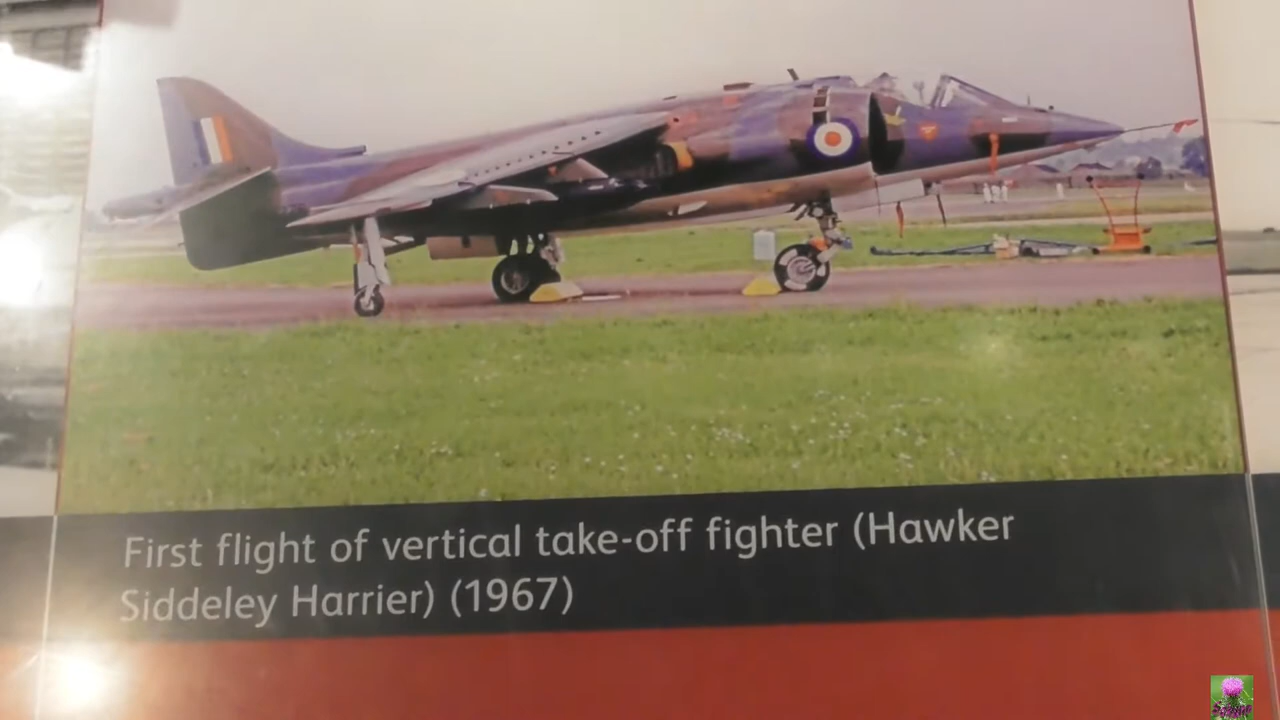 First flight of vertical take-off fighter (Hawker
Siddeley Harrier) (1967)